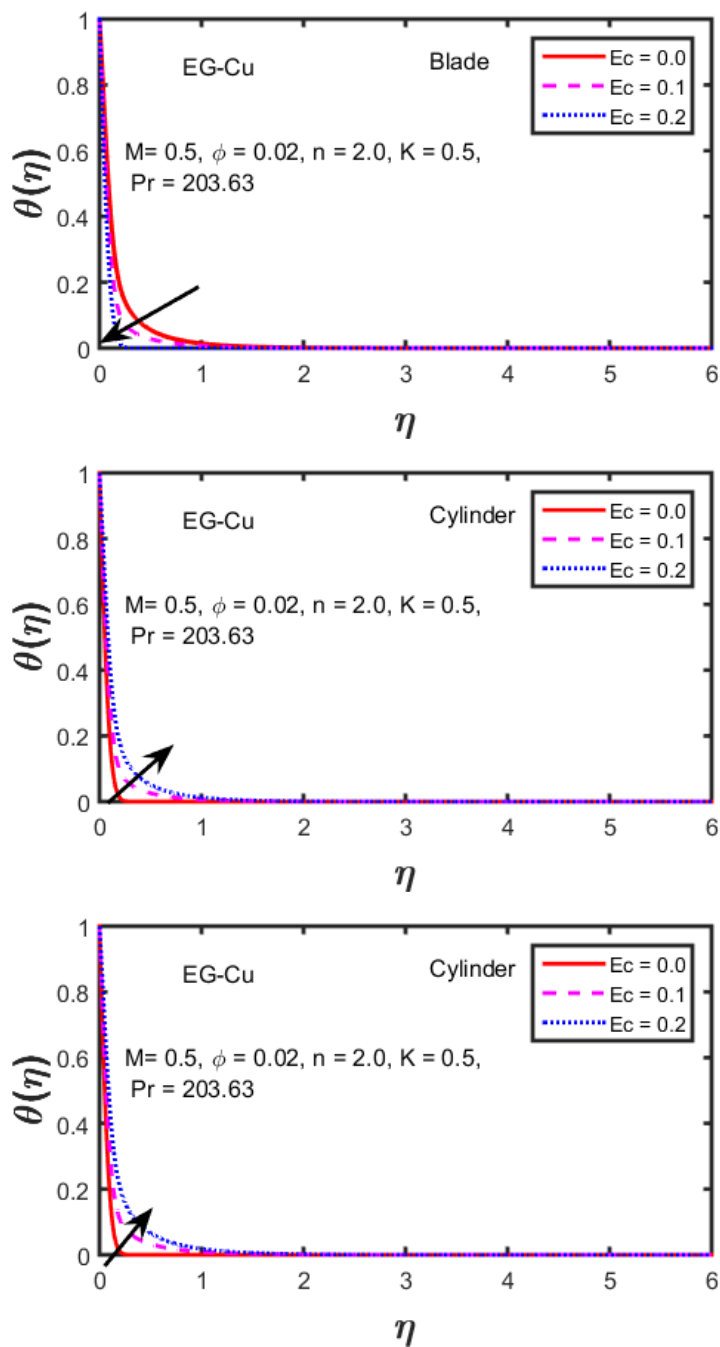 1
EG-Cu
Blade
Ec = 0.0
Ec = 0.1
Ec = 0.2
0.8
0.6
M= 0.5, ϕ = 0.02, n = 2.0, K = 0.5,
Pr = 203.63
θ(η)
0.4
0.2
0
0 1 2 3 4 5 6
η
1
EG-Cu
Cylinder
Ec = 0.0
Ec = 0.1
Ec = 0.2
0.8
0.6
M= 0.5, ϕ = 0.02, n = 2.0, K = 0.5,
Pr = 203.63
θ(η)
0.4
0.2
0
0 1 2 3 4 5 6
η
1
EG-Cu
Cylinder
Ec = 0.0
Ec = 0.1
Ec = 0.2
0.8
0.6
M= 0.5, ϕ = 0.02, n = 2.0, K = 0.5,
Pr = 203.63
θ(η)
0.4
0.2
0
0 1 2 3 4 5 6
η